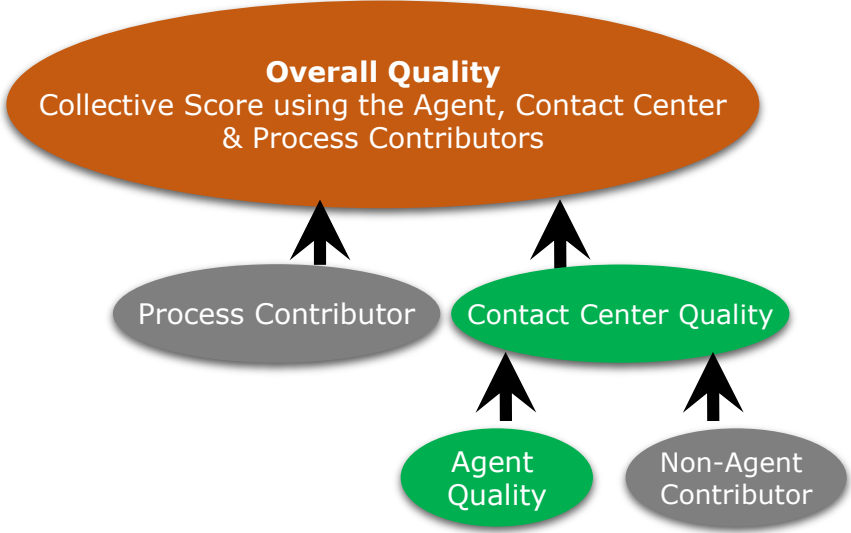 Overall Quality
Collective Score using the Agent, Contact Center
& Process Contributors
Process Contributor
Contact Center Quality
Agent
Quality
Non-Agent
Contributor